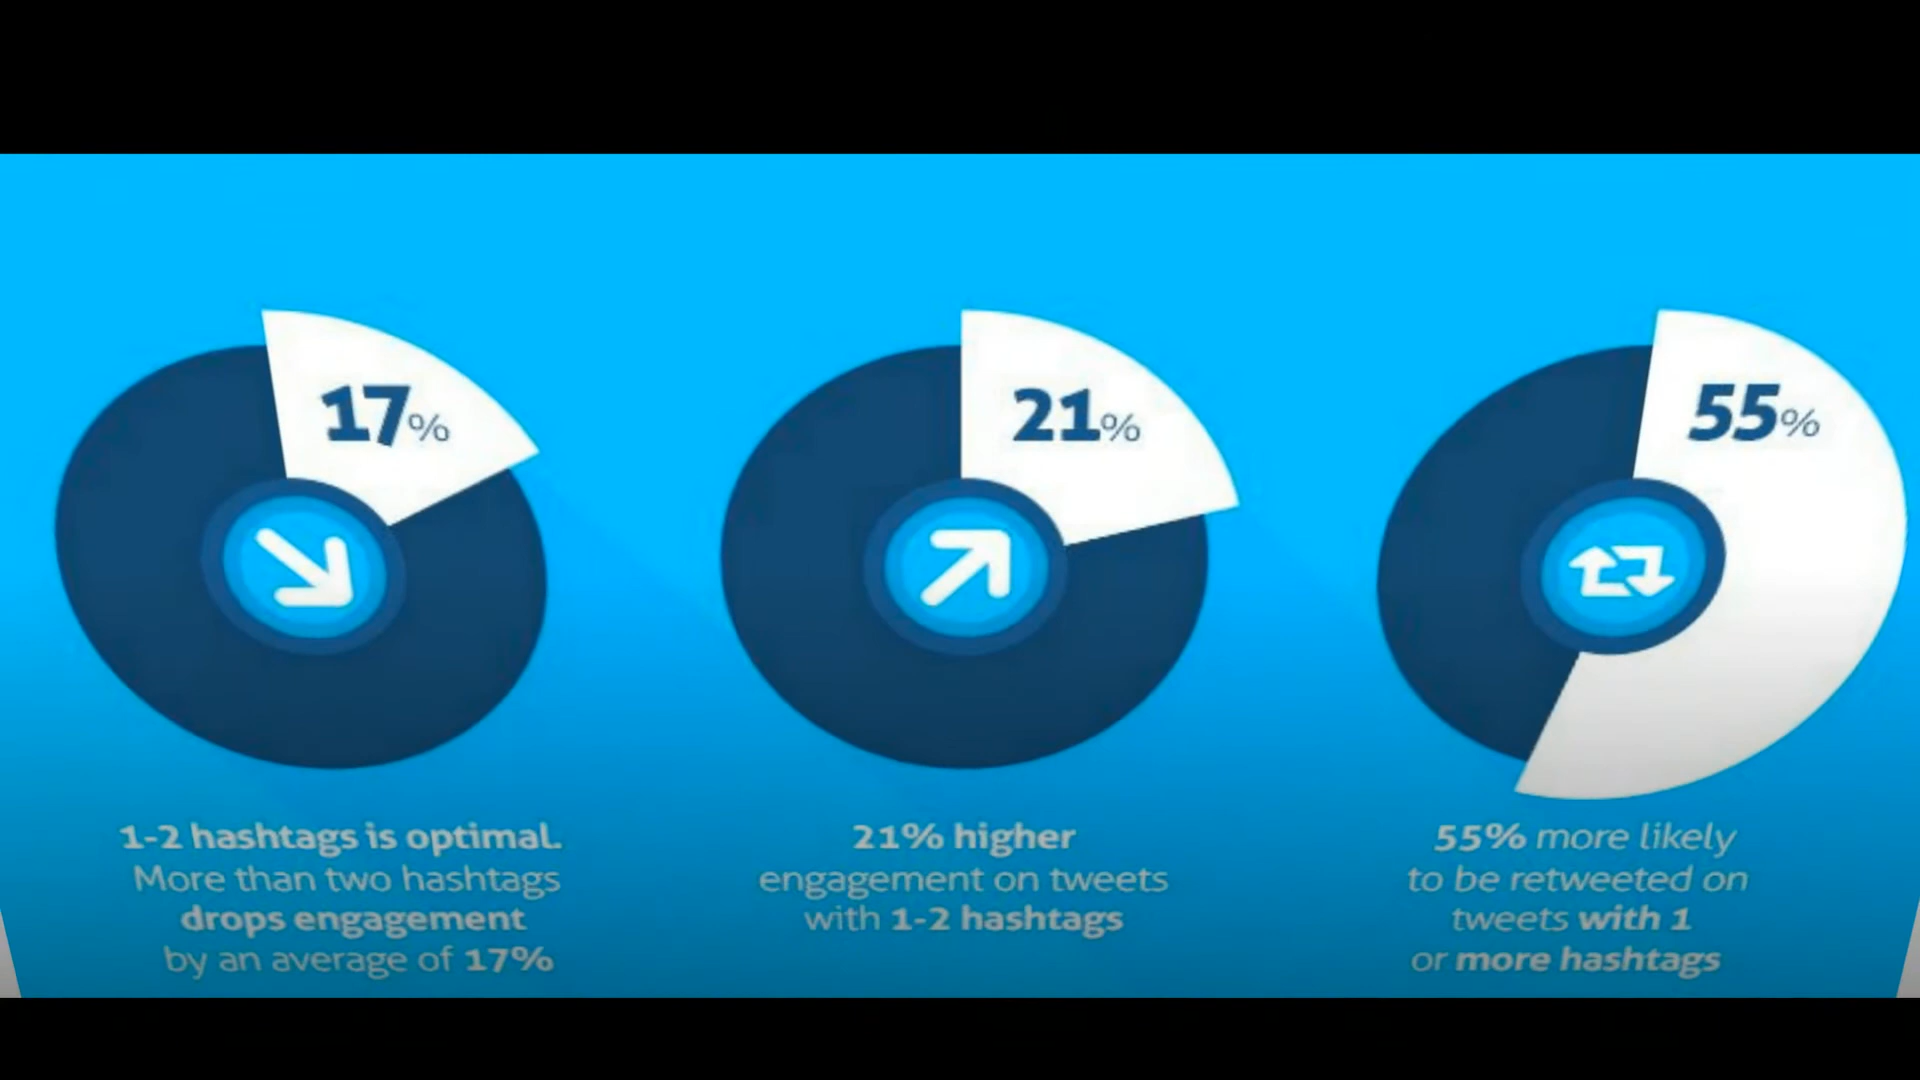 17%
21%
55%
1-2 hashtags is optimal.
More than two hashtags
drops engagement
by an average of 17%
21% higher
engagement on tweets
with 1-2 hashtags
55% more likely
to be retweeted on
tweets with 1
or more hashtags